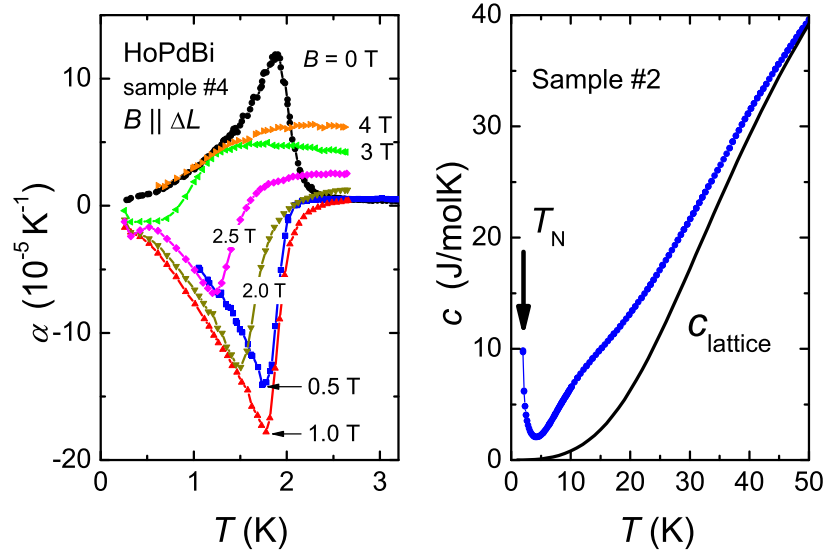 HoPdBi
sample #4
B || ΔL
B = 0 T
4 T
3 T
2.5 T
2.0 T
0.5 T
1.0 T
10
0
-10
-20
α (10⁻⁵ K⁻¹)
0 1 2 3
T (K)
Sample #2
T_N
c_lattice
40
30
20
10
0
c (J/molK)
0 10 20 30 40 50
T (K)